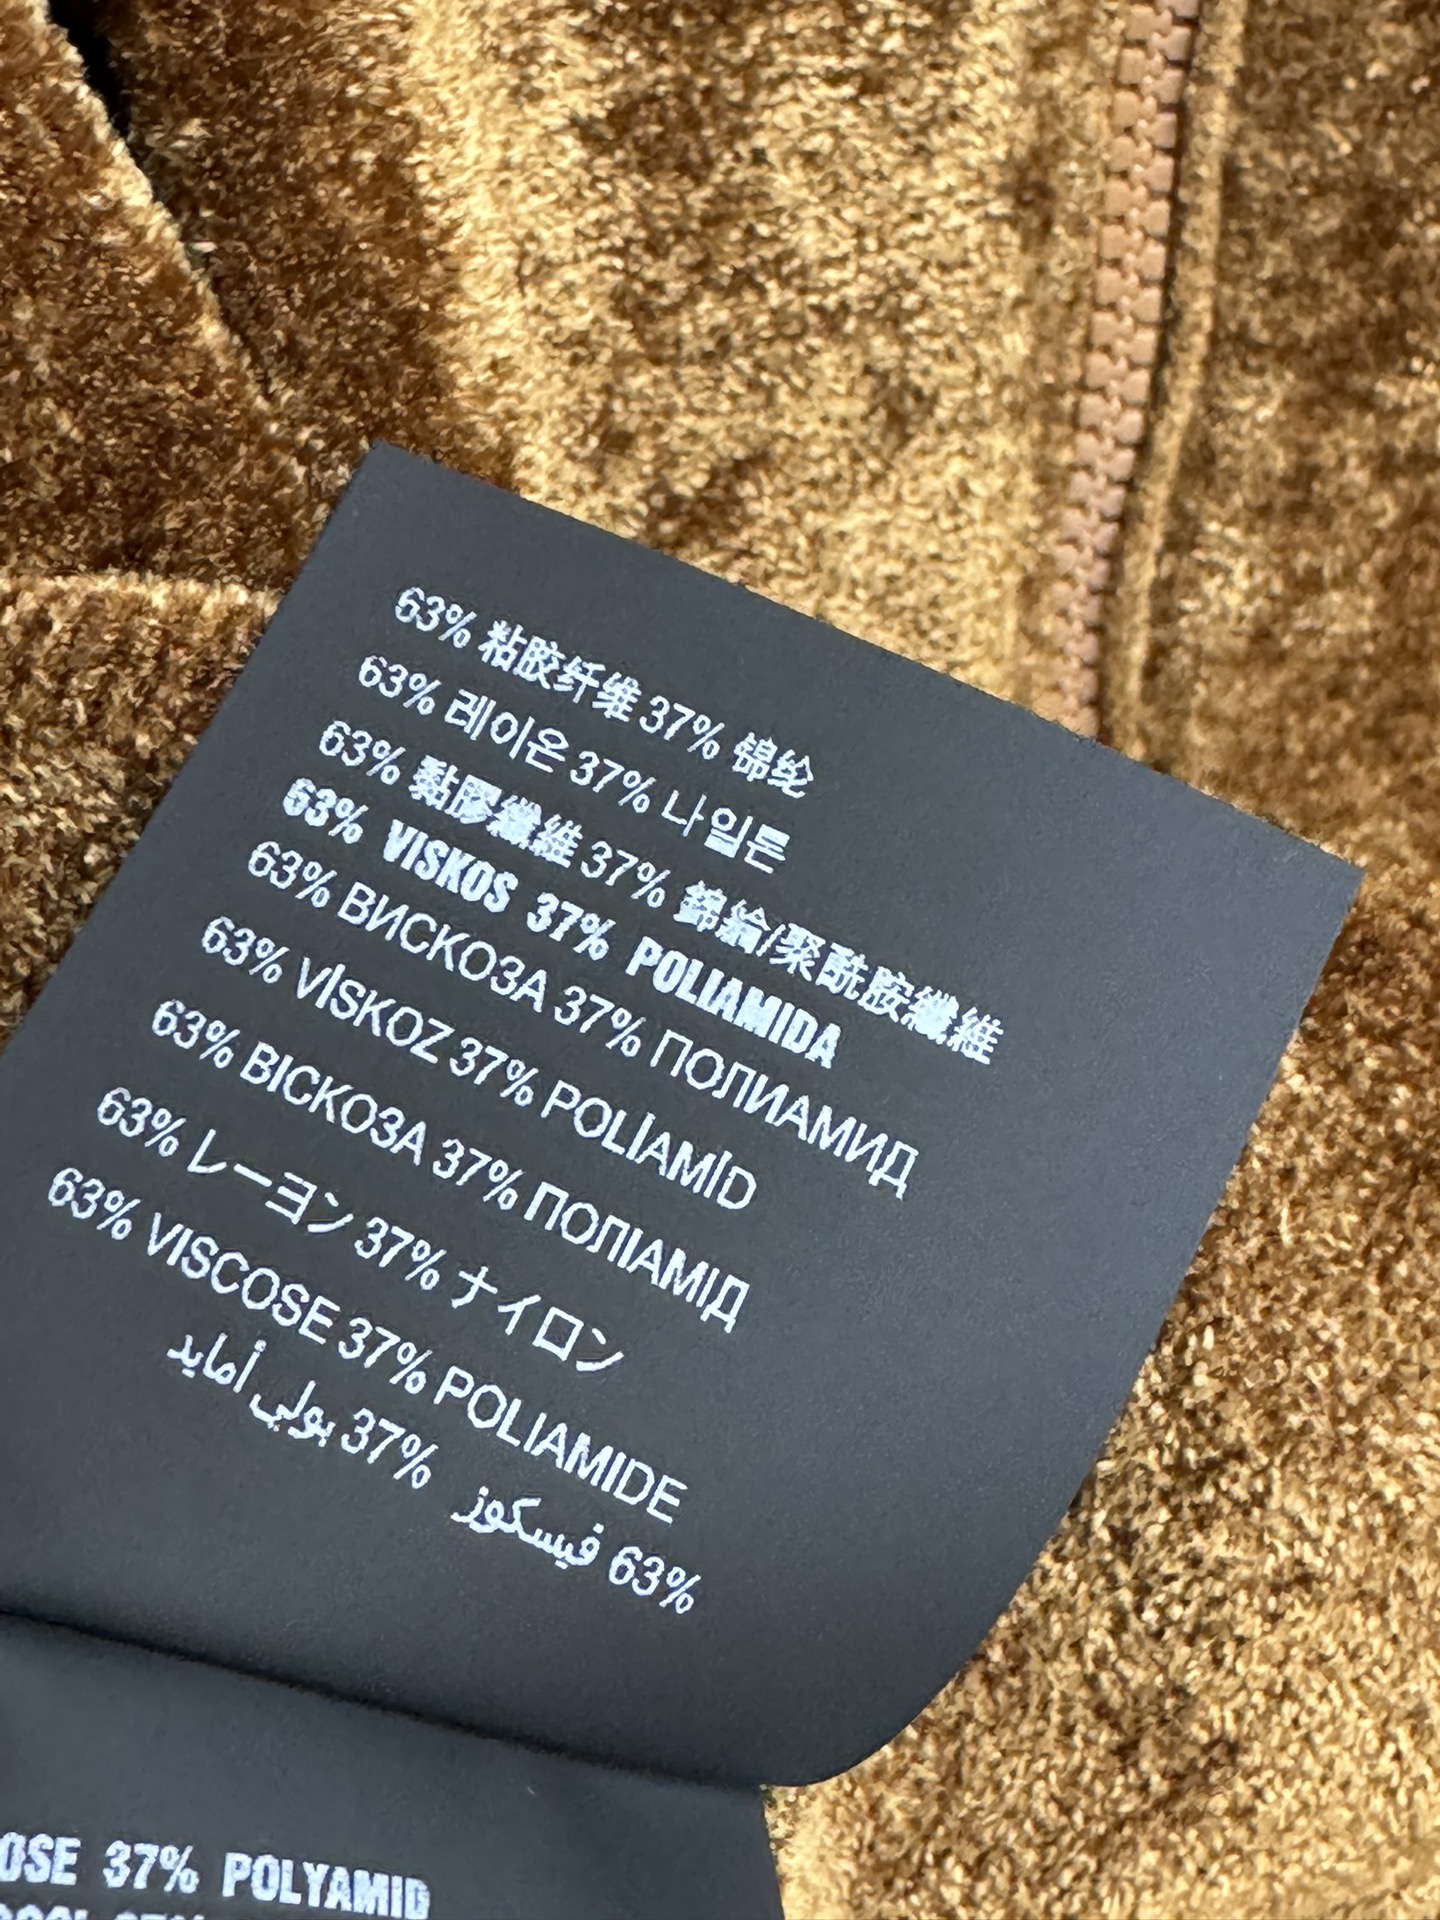 63% 粘胶纤维 37% 锦纶
63% 레이온 37% 나일론
63% 黏膠纖維 37% 錦綸/聚酰胺纖維
63% VISKOS 37% POLIAMIDA
63% ВИСКОЗА 37% ПОЛИАМИД
63% VİSKOZ 37% POLİAMİD
63% ВІСКОЗА 37% ПОЛІАМІД
63% レーヨン 37% ナイロン
63% VISCOSE 37% POLIAMIDE
63% فيسكوز 37% بولي أمايد
OSE 37% POLYAMID